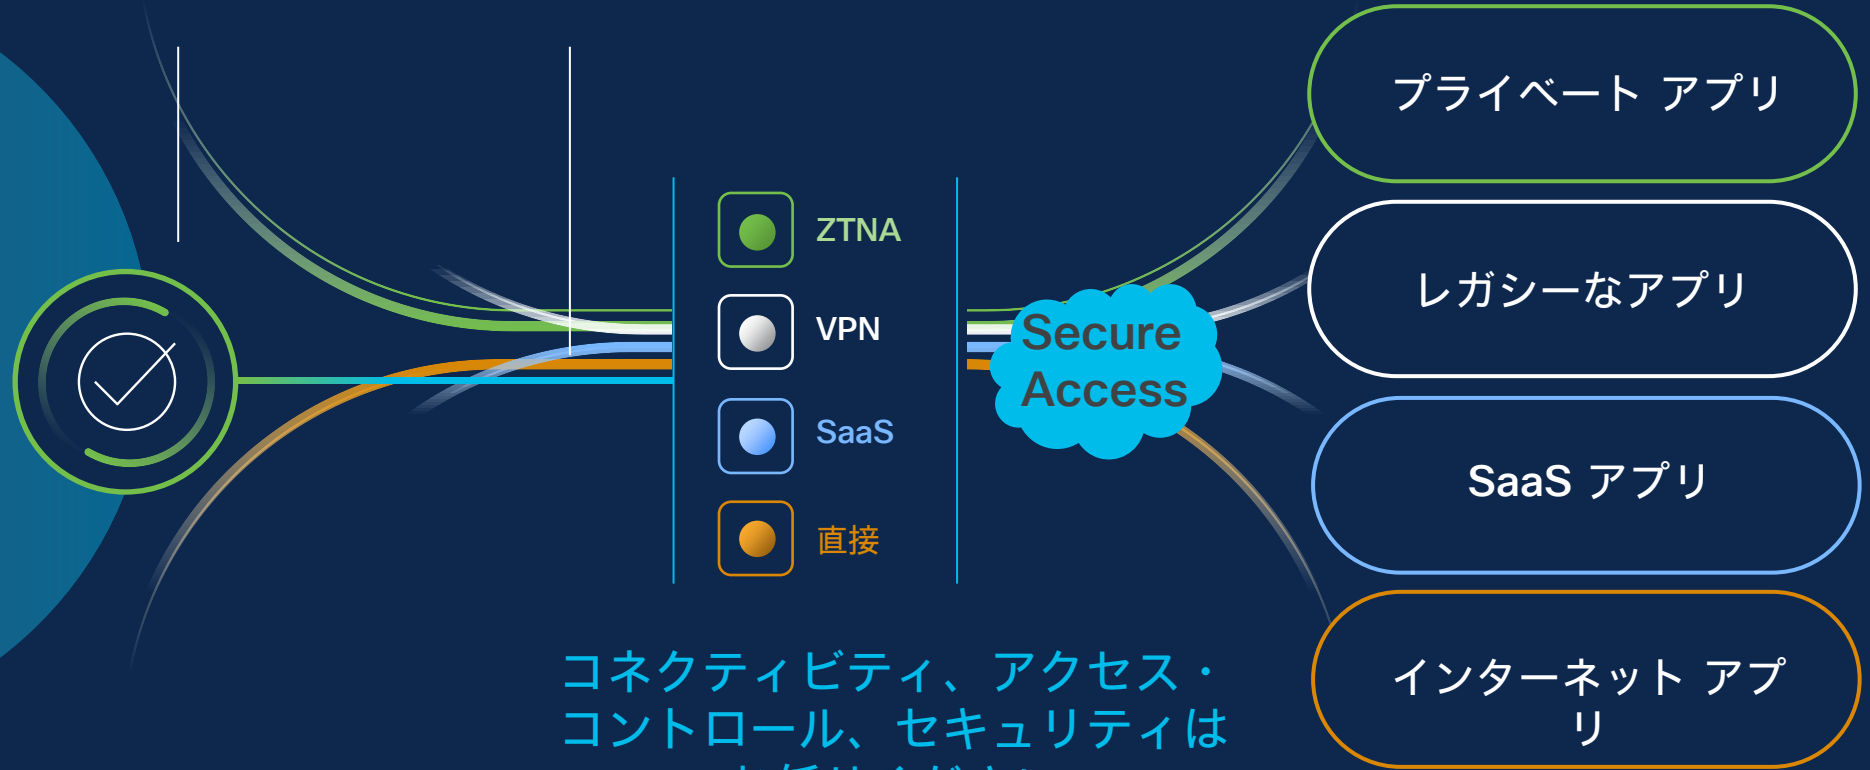 ZTNA
VPN
SaaS
直接
Secure
Access
プライベート アプリ
レガシーなアプリ
SaaS アプリ
インターネット アプ
リ
コネクティビティ、アクセス・
コントロール、セキュリティは